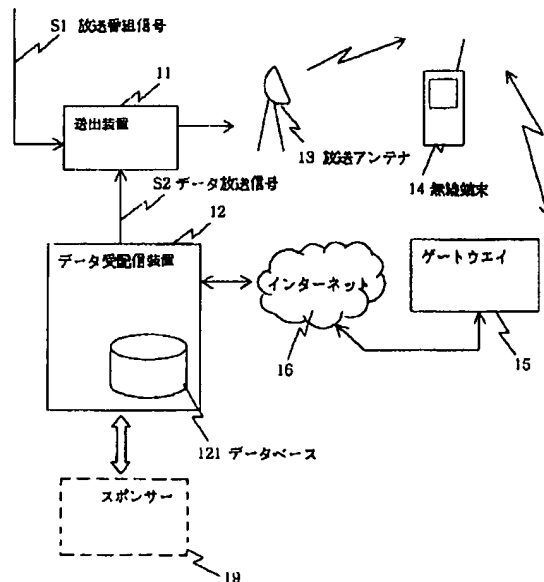 S1 放送番組信号
11
送出装置
13 放送アンテナ
14 無線端末
S2 データ放送信号
12
データ受配信装置
インターネット
ゲートウエイ
16
15
121 データベース
スポンサー
19